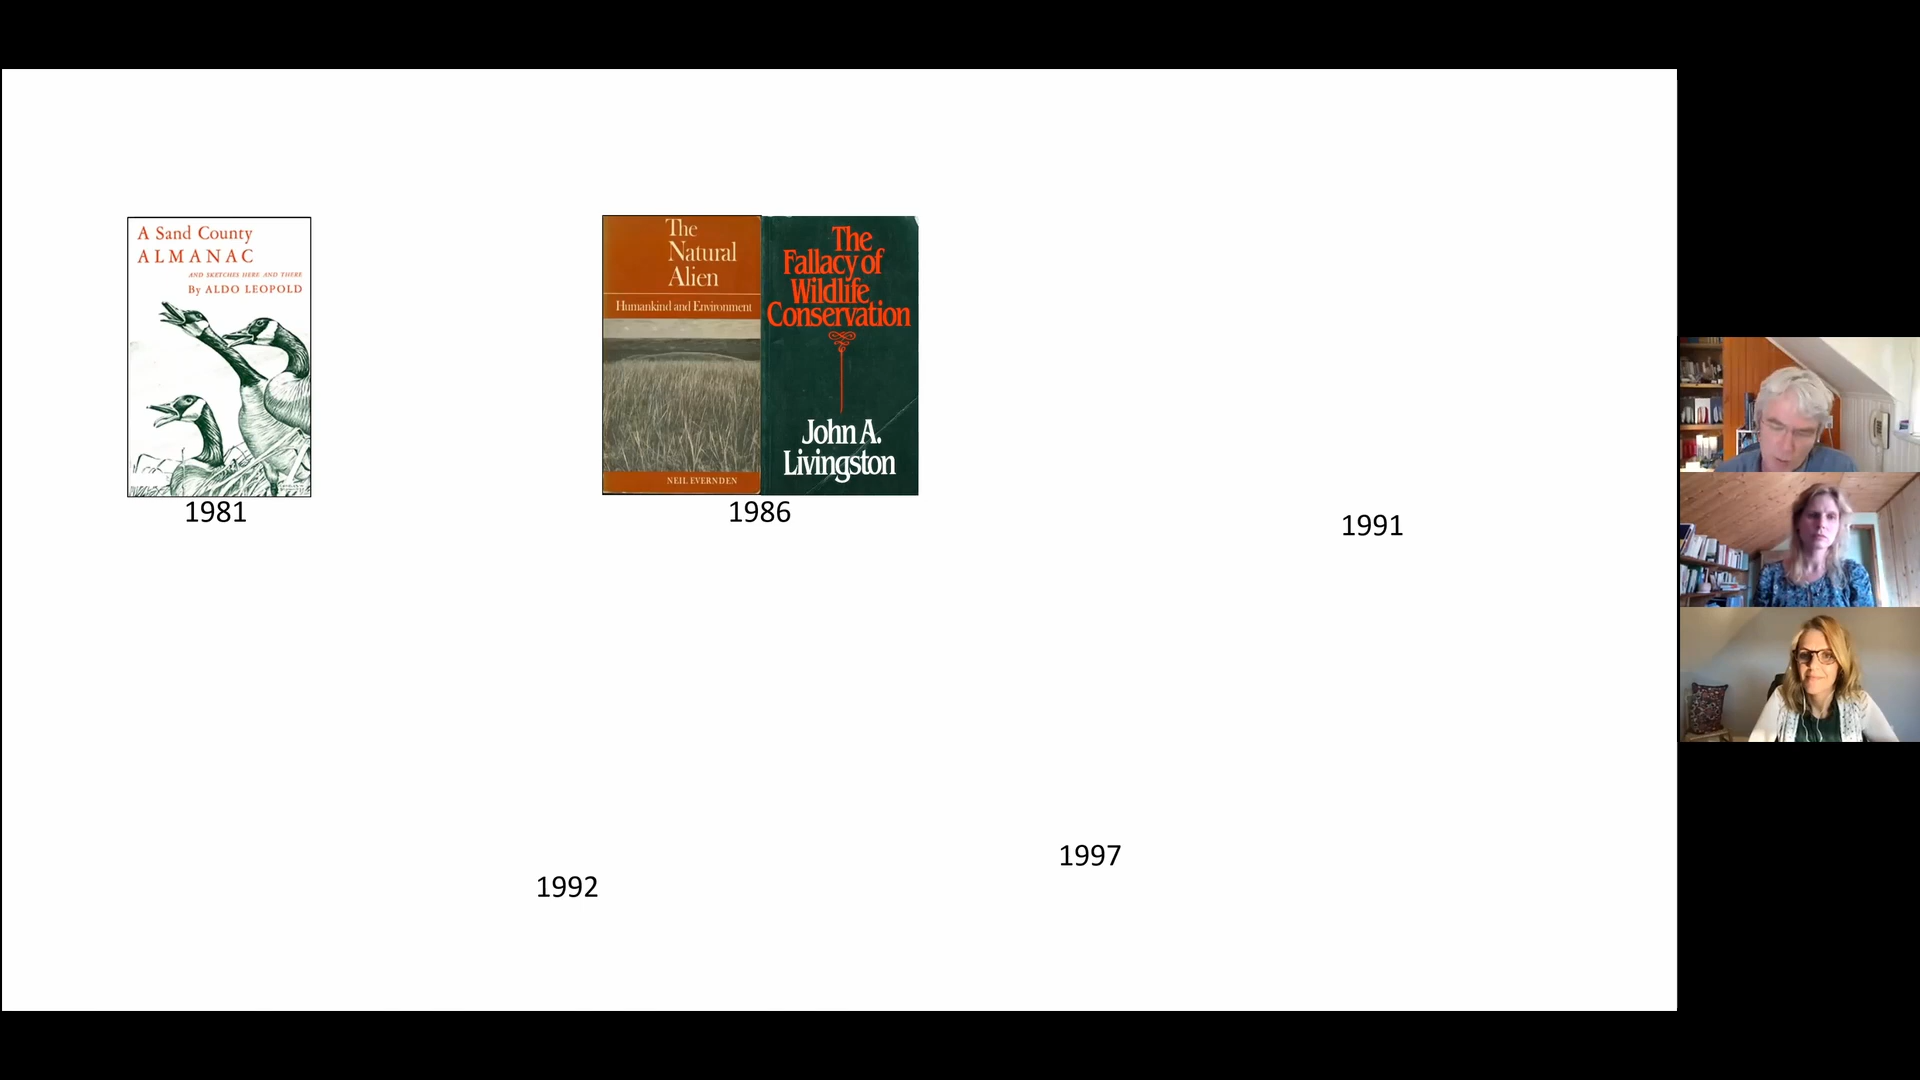 A Sand County
ALMANAC
AND SKETCHES HERE AND THERE
By ALDO LEOPOLD
1981
The
Natural
Alien
Humankind and Environment
NEIL EVERNDEN
The
Fallacy of
Wildlife
Conservation
John A.
Livingston
1986
1991
1992
1997